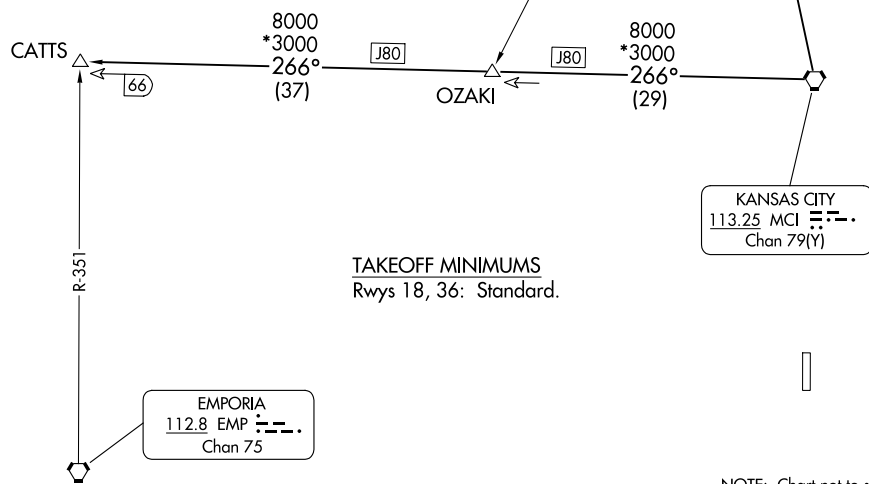 8000
*3000
266°
(37)
J80
8000
*3000
266°
(29)
J80
CATTS
66
OZAKI
KANSAS CITY
113.25 MCI
Chan 79(Y)
TAKEOFF MINIMUMS
Rwys 18, 36: Standard.
R-351
EMPORIA
112.8 EMP
Chan 75
NOTE: Chart not to